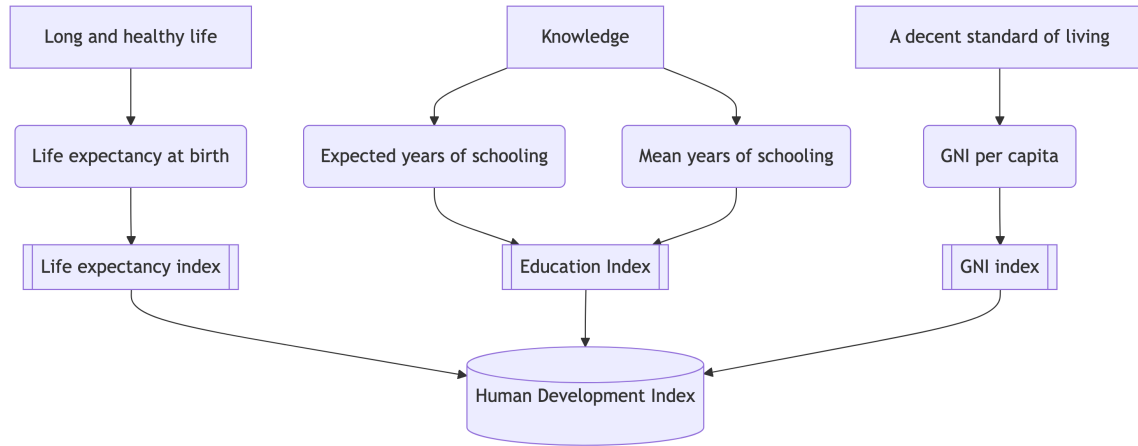 Long and healthy life
Knowledge
A decent standard of living
Life expectancy at birth
Expected years of schooling
Mean years of schooling
GNI per capita
Life expectancy index
Education Index
GNI index
Human Development Index